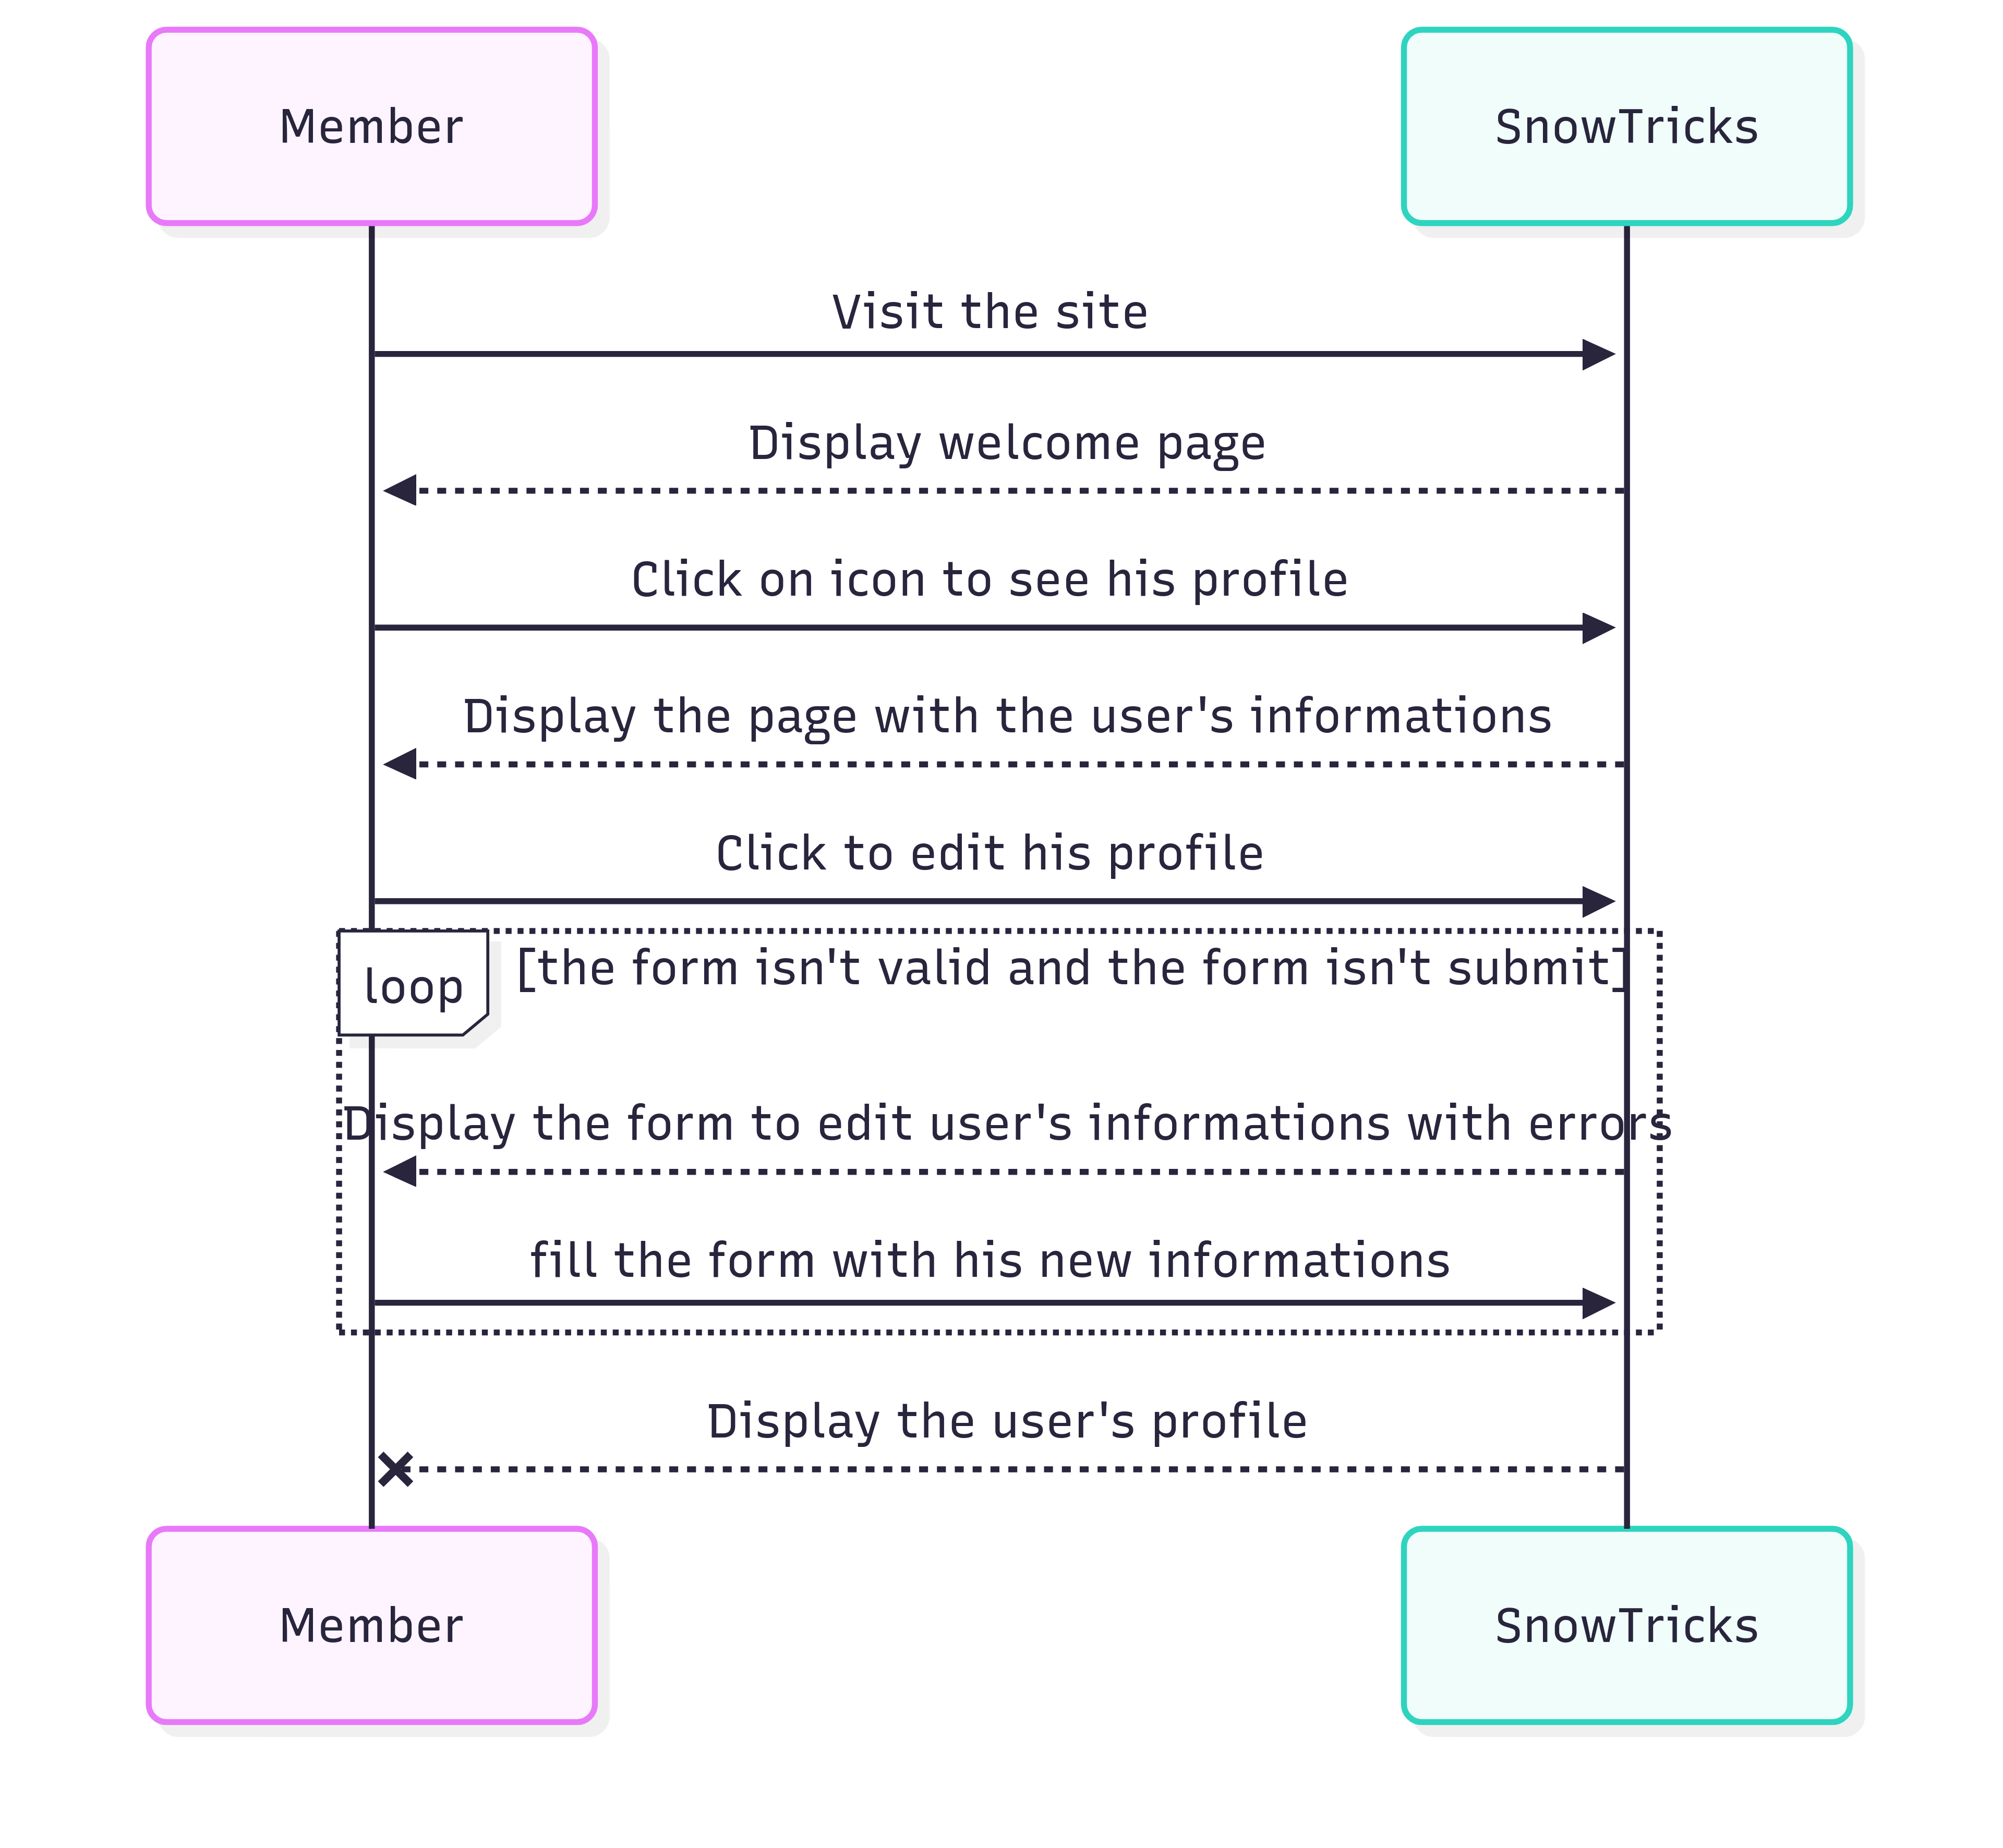 Member
SnowTricks
Visit the site
Display welcome page
Click on icon to see his profile
Display the page with the user's informations
Click to edit his profile
loop
[the form isn't valid and the form isn't submit]
Display the form to edit user's informations with errors
fill the form with his new informations
Display the user's profile
Member
SnowTricks